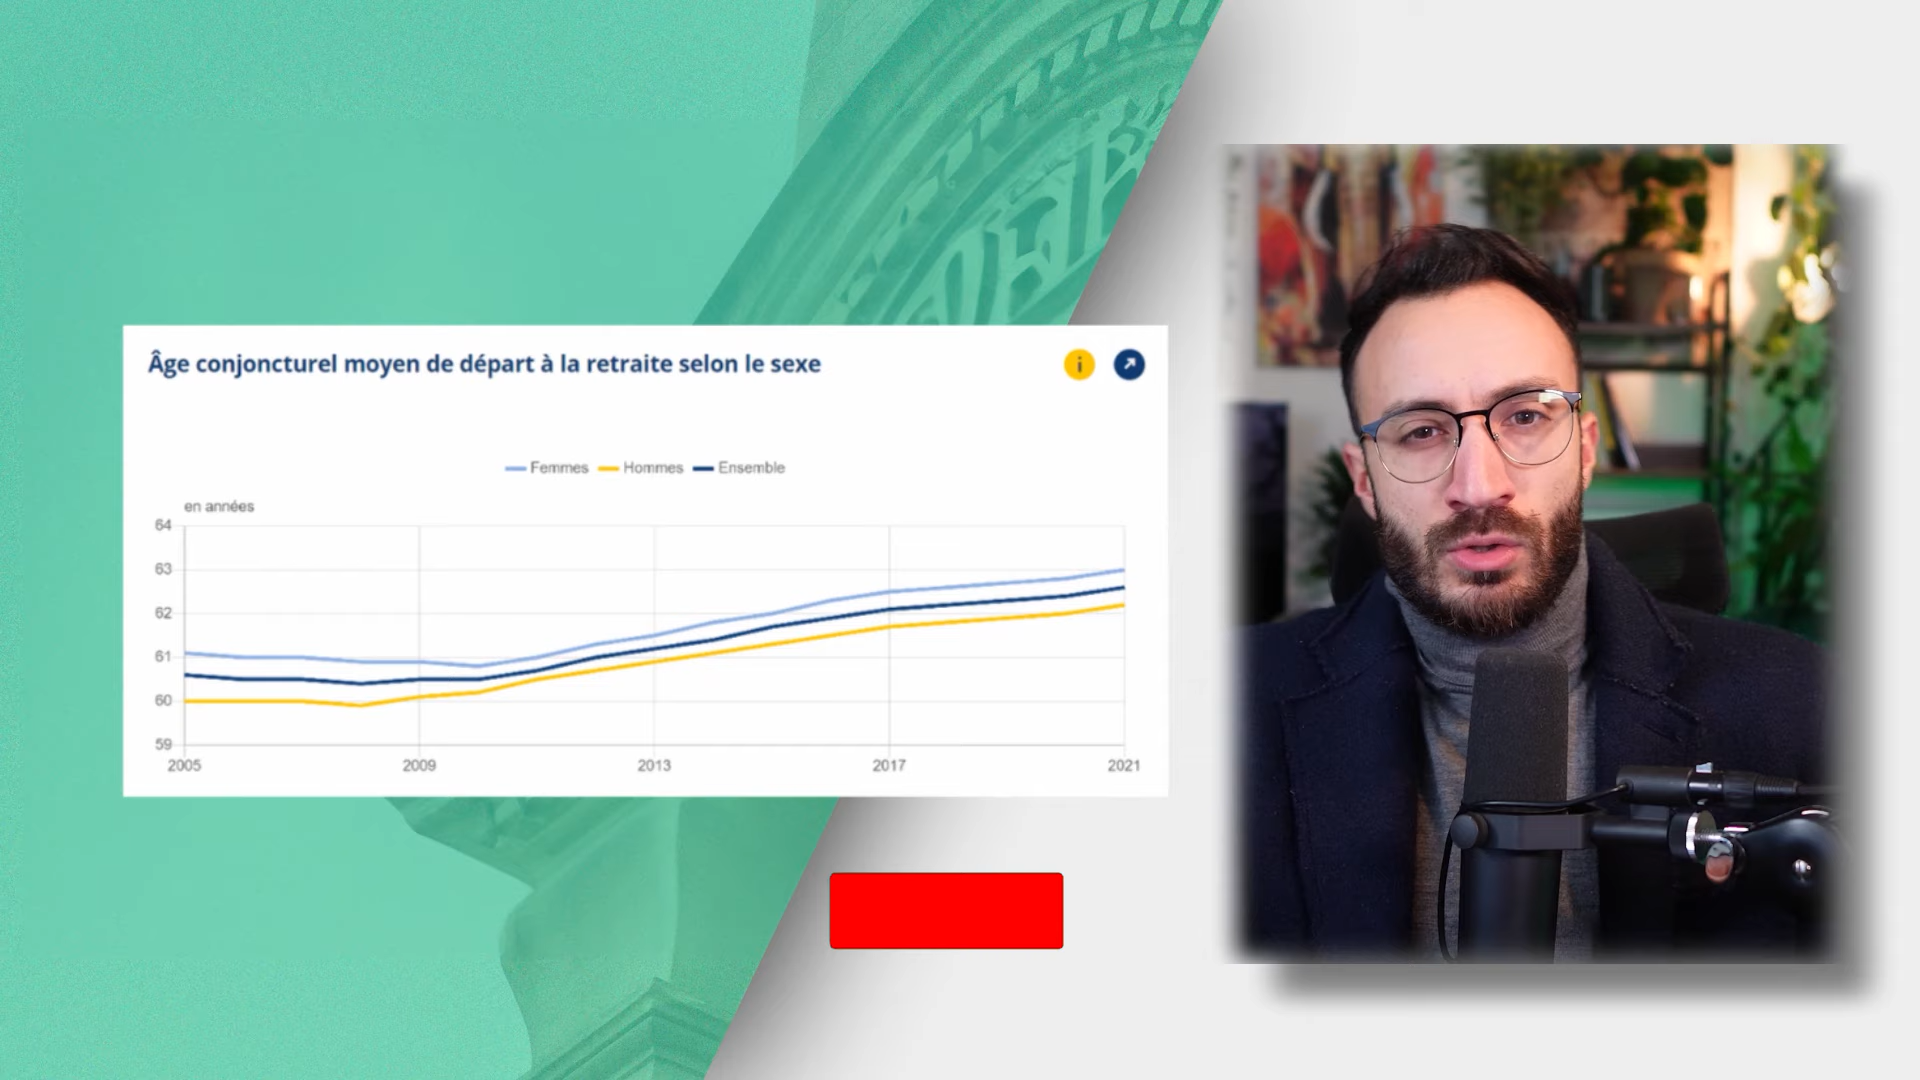 Âge conjoncturel moyen de départ à la retraite selon le sexe
i
Femmes Hommes Ensemble
en années
64
63
62
61
60
59
2005 2009 2013 2017 2021